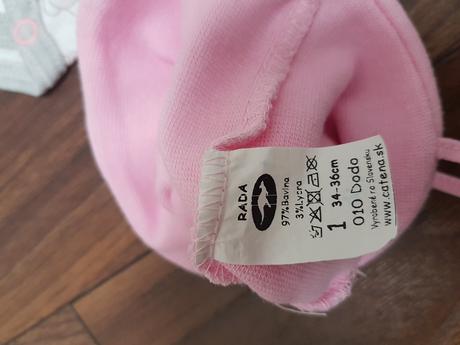 RADA
97%Bavlna
3%Lycra
1 34-36cm
010 Dodo
Vyrobené na Slovensku
www.catena.sk